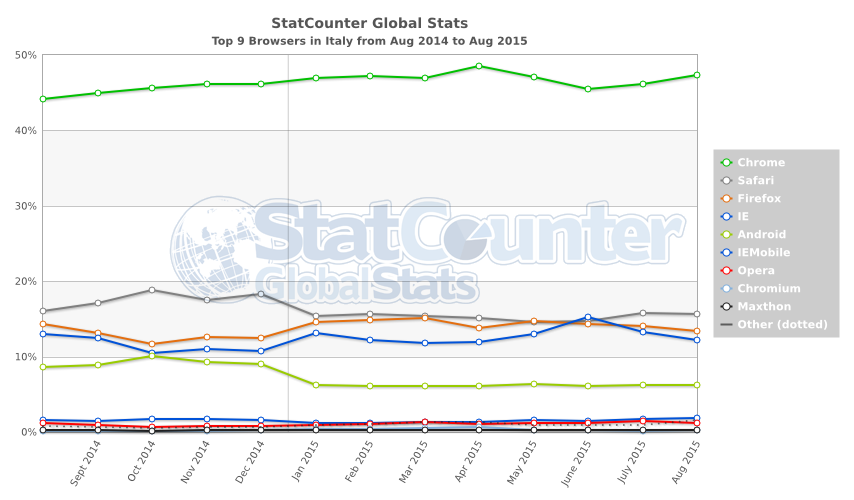 StatCounter Global Stats
Top 9 Browsers in Italy from Aug 2014 to Aug 2015
50%
40%
30%
20%
10%
0%
StatCounter
GlobalStats
Chrome
Safari
Firefox
IE
Android
IEMobile
Opera
Chromium
Maxthon
Other (dotted)
Sept 2014
Oct 2014
Nov 2014
Dec 2014
Jan 2015
Feb 2015
Mar 2015
Apr 2015
May 2015
June 2015
July 2015
Aug 2015